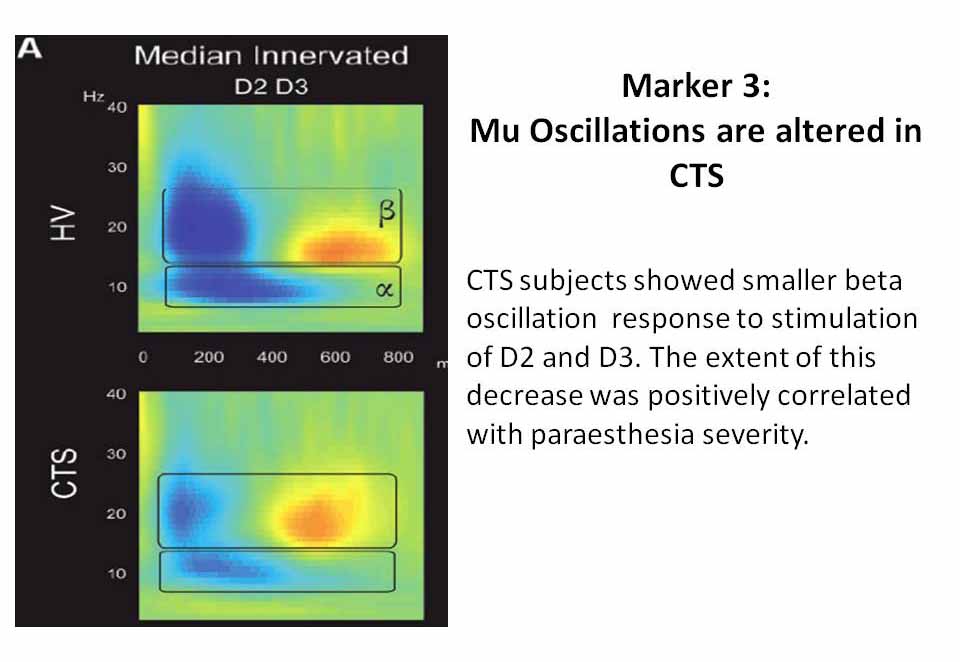 A
Median Innervated
D2 D3
Hz
40
30
20
10
HV
β
α
0 200 400 600 800 m
40
30
20
10
CTS
Marker 3:
Mu Oscillations are altered in
CTS
CTS subjects showed smaller beta
oscillation response to stimulation
of D2 and D3. The extent of this
decrease was positively correlated
with paraesthesia severity.